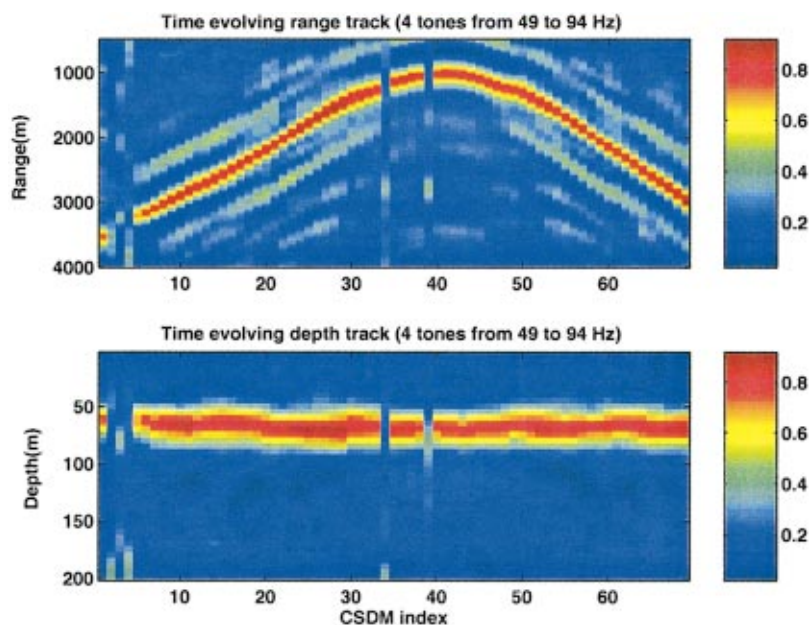 Time evolving range track (4 tones from 49 to 94 Hz)
1000
2000
3000
4000
Range(m)
10 20 30 40 50 60
0.8
0.6
0.4
0.2
Time evolving depth track (4 tones from 49 to 94 Hz)
50
100
150
200
Depth(m)
10 20 30 40 50 60
CSDM index
0.8
0.6
0.4
0.2